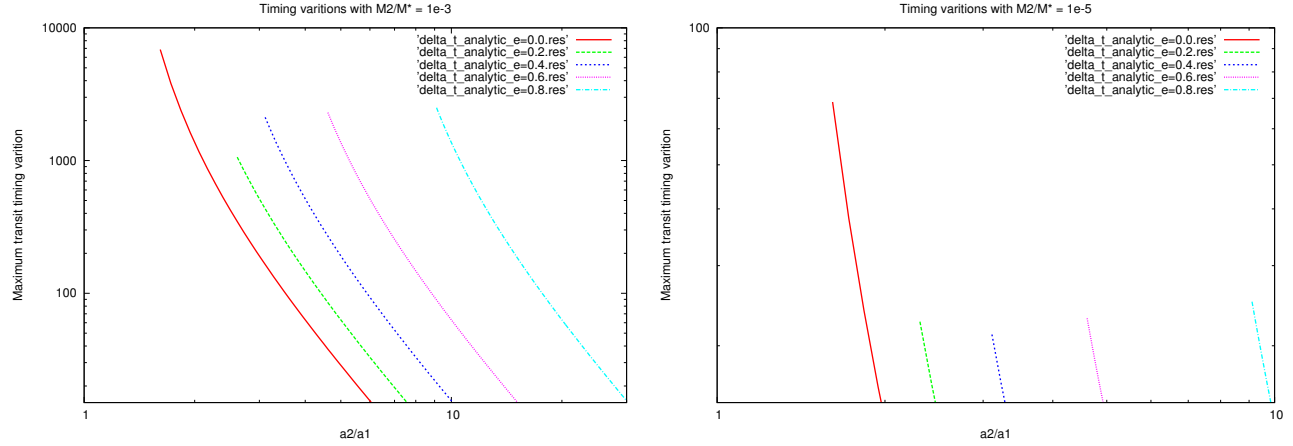 Timing varitions with M2/M* = 1e-3
10000
1000
100
1
10
Maximum transit timing varition
a2/a1
'delta_t_analytic_e=0.0.res'
'delta_t_analytic_e=0.2.res'
'delta_t_analytic_e=0.4.res'
'delta_t_analytic_e=0.6.res'
'delta_t_analytic_e=0.8.res'
Timing varitions with M2/M* = 1e-5
100
1
10
Maximum transit timing varition
a2/a1
'delta_t_analytic_e=0.0.res'
'delta_t_analytic_e=0.2.res'
'delta_t_analytic_e=0.4.res'
'delta_t_analytic_e=0.6.res'
'delta_t_analytic_e=0.8.res'